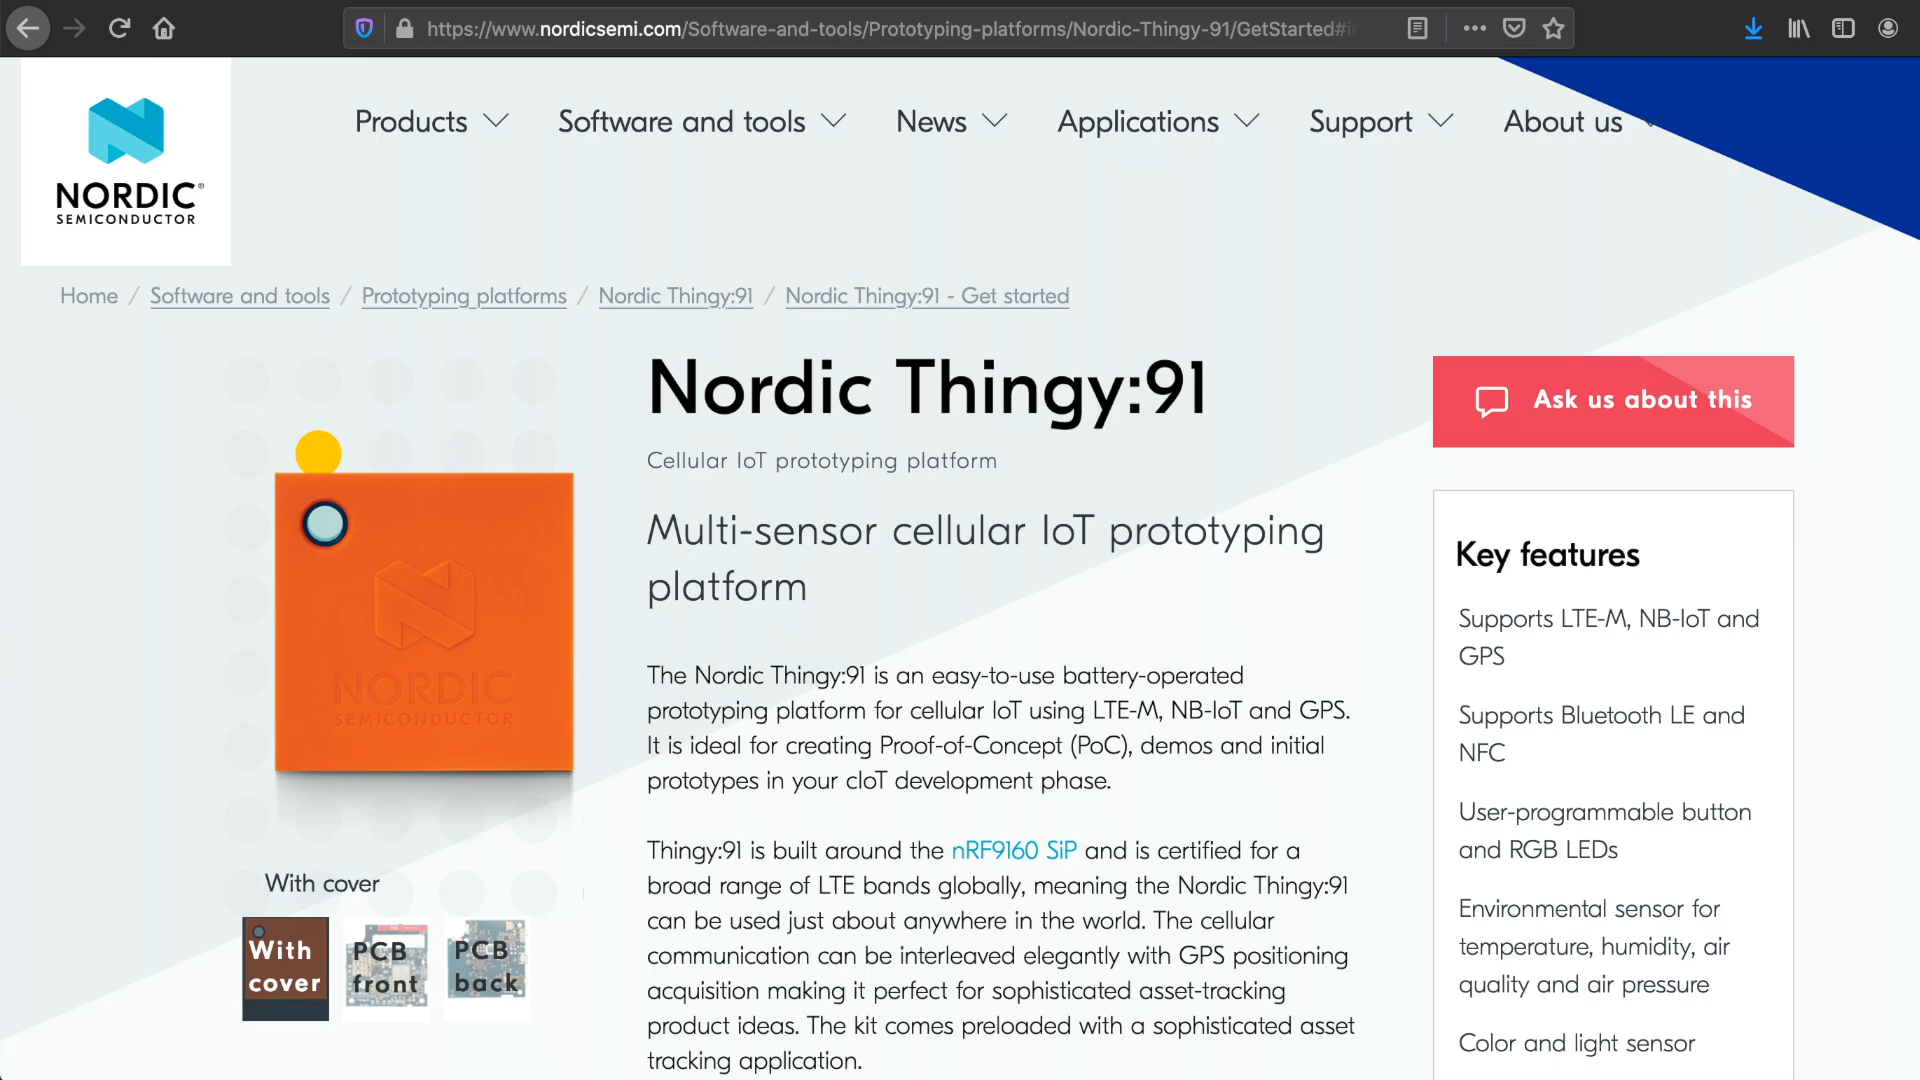 https://www.nordicsemi.com/Software-and-tools/Prototyping-platforms/Nordic-Thingy-91/GetStarted#i
NORDIC®
SEMICONDUCTOR
Products
Software and tools
News
Applications
Support
About us
Home / Software and tools / Prototyping platforms / Nordic Thingy:91 / Nordic Thingy:91 - Get started
NORDIC
SEMICONDUCTOR
With cover
With
cover
PCB
front
PCB
back
Nordic Thingy:91
Cellular IoT prototyping platform
Multi-sensor cellular IoT prototyping
platform
The Nordic Thingy:91 is an easy-to-use battery-operated
prototyping platform for cellular IoT using LTE-M, NB-IoT and GPS.
It is ideal for creating Proof-of-Concept (PoC), demos and initial
prototypes in your cIoT development phase.
Thingy:91 is built around the nRF9160 SiP and is certified for a
broad range of LTE bands globally, meaning the Nordic Thingy:91
can be used just about anywhere in the world. The cellular
communication can be interleaved elegantly with GPS positioning
acquisition making it perfect for sophisticated asset-tracking
product ideas. The kit comes preloaded with a sophisticated asset
tracking application.
Ask us about this
Key features
Supports LTE-M, NB-IoT and
GPS
Supports Bluetooth LE and
NFC
User-programmable button
and RGB LEDs
Environmental sensor for
temperature, humidity, air
quality and air pressure
Color and light sensor